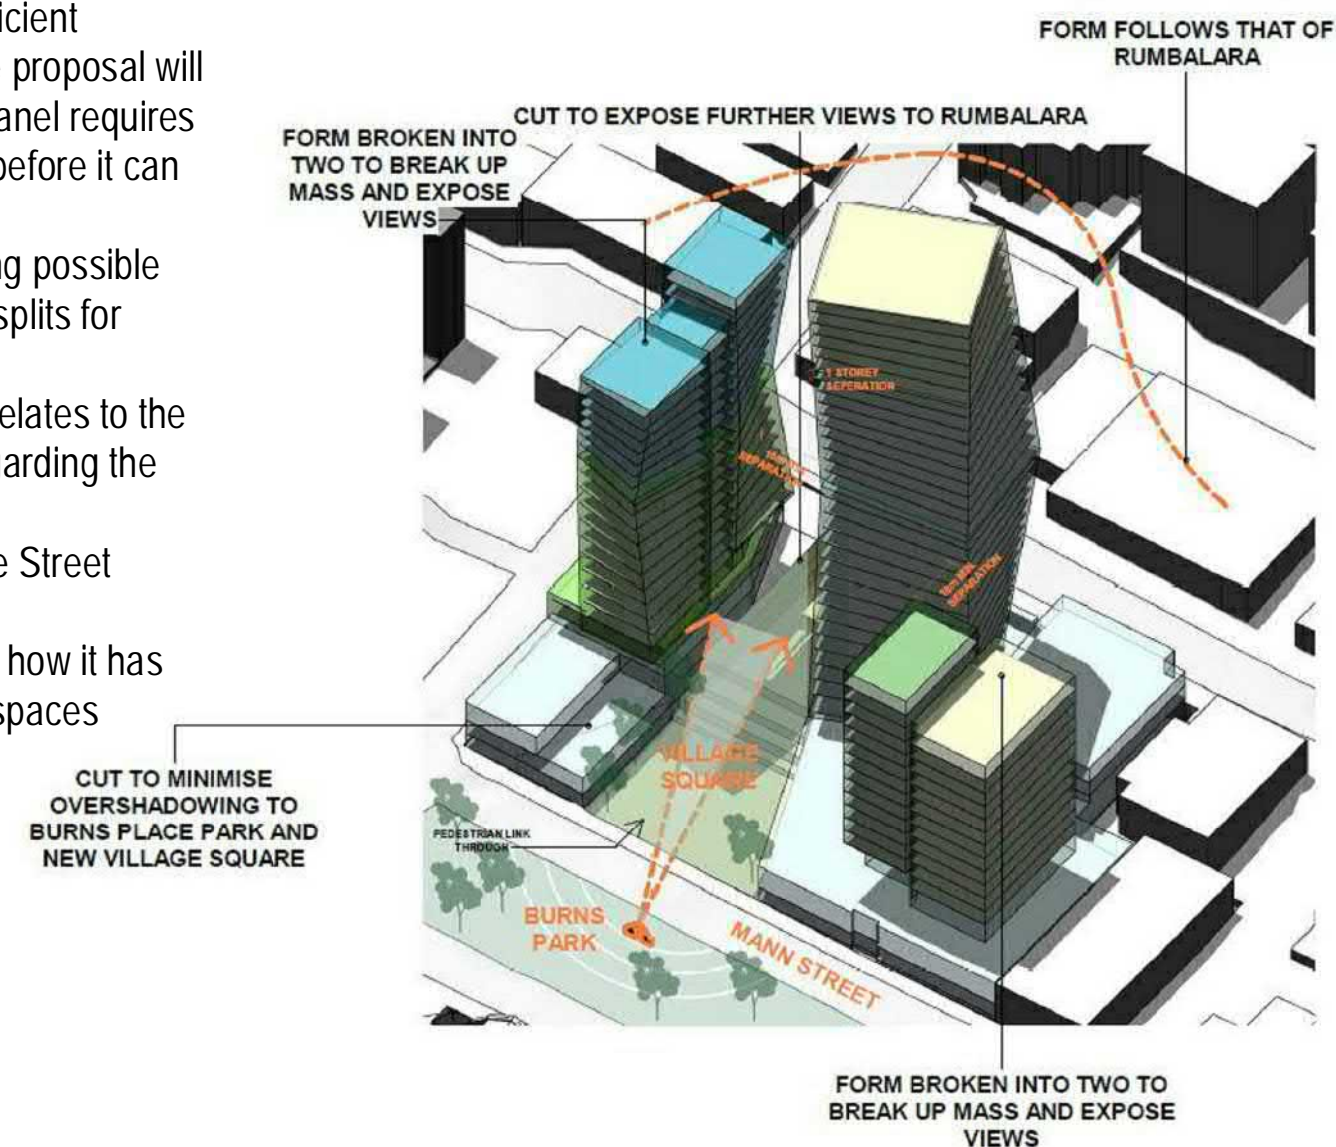 icient
proposal will
anel requires
before it can
ng possible
splits for
elates to the
arding the
e Street
how it has
spaces
FORM FOLLOWS THAT OF
RUMBALARA
CUT TO EXPOSE FURTHER VIEWS TO RUMBALARA
FORM BROKEN INTO
TWO TO BREAK UP
MASS AND EXPOSE
VIEWS
1 STOREY
SEPERATION
SEPARATION
18m MIN
SEPARATION
VILLAGE
SQUARE
PEDESTRIAN LINK
THROUGH
CUT TO MINIMISE
OVERSHADOWING TO
BURNS PLACE PARK AND
NEW VILLAGE SQUARE
BURNS
PARK
MANN STREET
FORM BROKEN INTO TWO TO
BREAK UP MASS AND EXPOSE
VIEWS